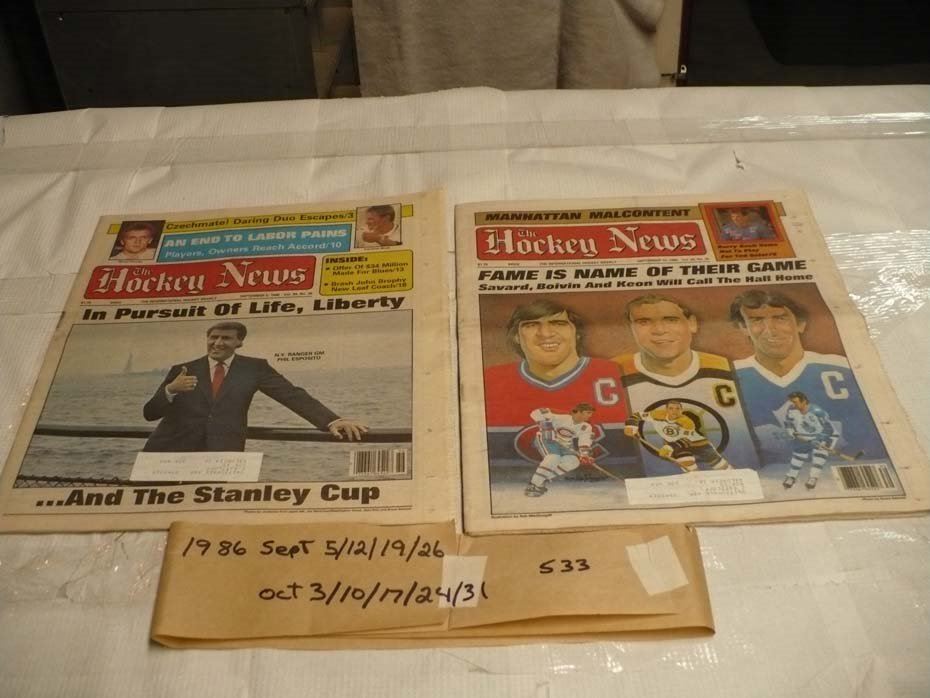 Czechmate! Daring Duo Escapes/3
AN END TO LABOR PAINS
Players, Owners Reach Accord/10
The Hockey News
THE INTERNATIONAL HOCKEY WEEKLY
INSIDE:
• Offer Of $34 Million
Made For Blues/13
• Brash John Brophy
New Leaf Coach/18
In Pursuit Of Life, Liberty
N.Y. RANGER GM
PHIL ESPOSITO
...And The Stanley Cup
MANHATTAN MALCONTENT
The Hockey News
THE INTERNATIONAL HOCKEY WEEKLY
FAME IS NAME OF THEIR GAME
Savard, Boivin And Keon Will Call The Hall Home
C
C
C
B
1986 Sept 5/12/19/26
533
oct 3/10/17/24/31